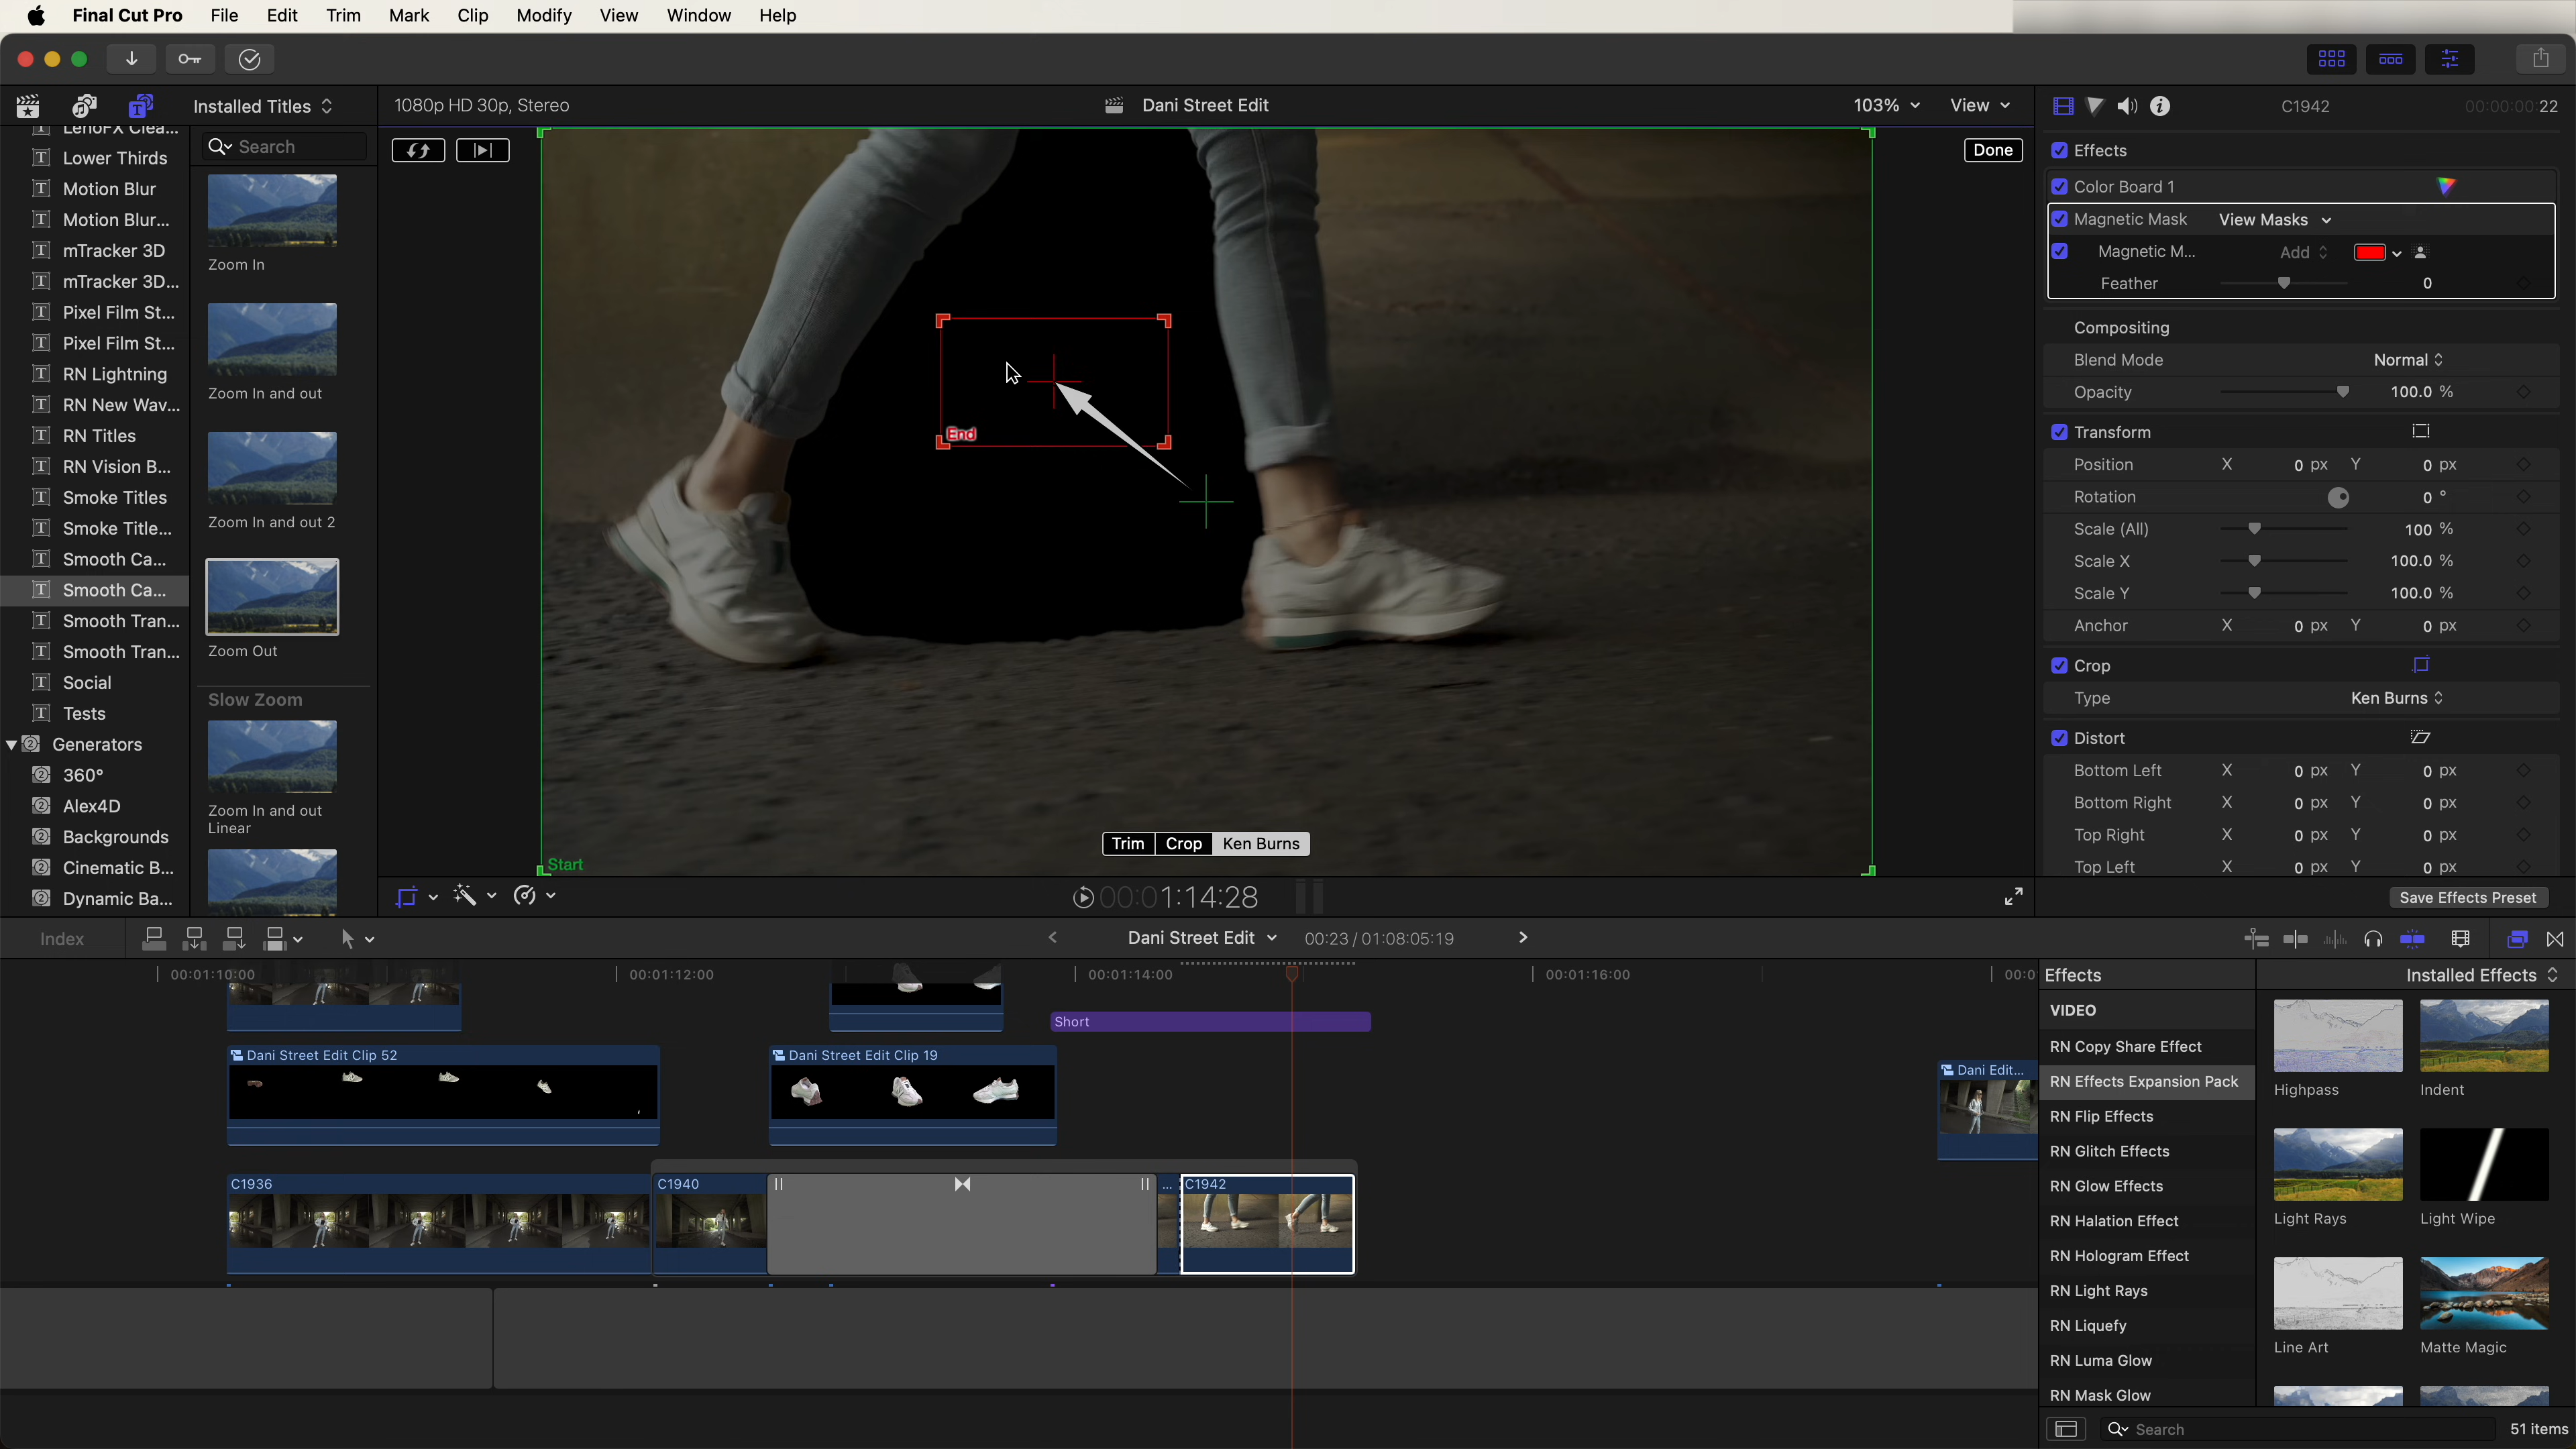 Final Cut Pro File Edit Trim Mark Clip Modify View Window Help
Installed Titles
1080p HD 30p, Stereo
Dani Street Edit
103%
View
C1942
00:00:00:22
Lower Thirds
Motion Blur
Motion Blur...
mTracker 3D
mTracker 3D...
Pixel Film St...
Pixel Film St...
RN Lightning
RN New Wav...
RN Titles
RN Vision B...
Smoke Titles
Smoke Title...
Smooth Ca...
Smooth Ca...
Smooth Tran...
Smooth Tran...
Social
Tests
Generators
360°
Alex4D
Backgrounds
Cinematic B...
Dynamic Ba...
Search
Zoom In
Zoom In and out
Zoom In and out 2
Zoom Out
Slow Zoom
Zoom In and out
Linear
Done
End
Start
Trim Crop Ken Burns
00:01:14:28
Effects
Color Board 1
Magnetic Mask View Masks
Magnetic M... Add
Feather 0
Compositing
Blend Mode Normal
Opacity 100.0 %
Transform
Position X 0 px Y 0 px
Rotation 0 °
Scale (All) 100 %
Scale X 100.0 %
Scale Y 100.0 %
Anchor X 0 px Y 0 px
Crop
Type Ken Burns
Distort
Bottom Left X 0 px Y 0 px
Bottom Right X 0 px Y 0 px
Top Right X 0 px Y 0 px
Top Left X 0 px Y 0 px
Save Effects Preset
Index
Dani Street Edit 00:23 / 01:08:05:19
00:01:10:00 00:01:12:00 00:01:14:00 00:01:16:00 00:0
Short
Dani Street Edit Clip 52
Dani Street Edit Clip 19
Dani Edit...
C1936
C1940
...
C1942
Effects
Installed Effects
VIDEO
RN Copy Share Effect
RN Effects Expansion Pack
RN Flip Effects
RN Glitch Effects
RN Glow Effects
RN Halation Effect
RN Hologram Effect
RN Light Rays
RN Liquefy
RN Luma Glow
RN Mask Glow
Highpass
Indent
Light Rays
Light Wipe
Line Art
Matte Magic
Search
51 items